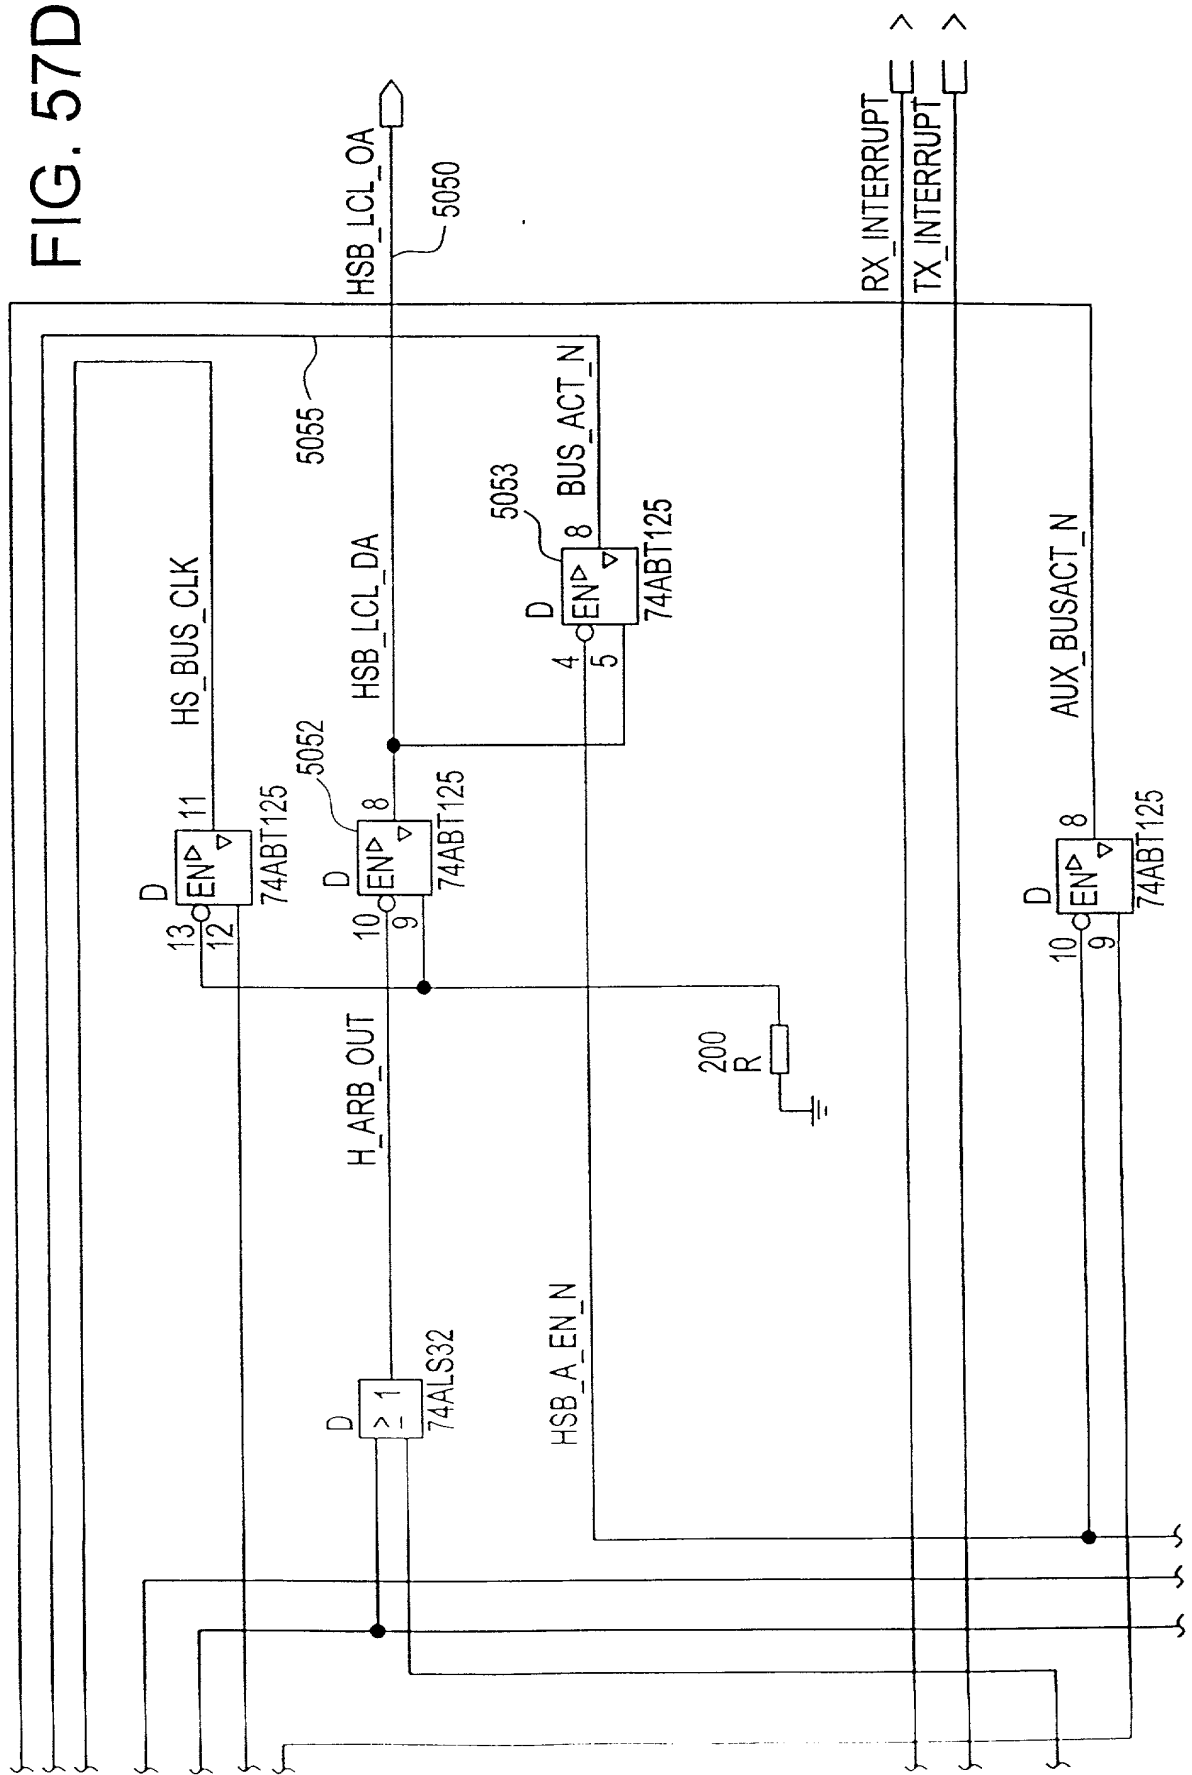 FIG. 57D
HS_BUS_CLK
D
13
12
EN
11
74ABT125
5055
HSB_LCL_OA
5050
HSB_LCL_DA
5052
D
10
9
EN
8
74ABT125
H_ARB_OUT
D
≥ 1
74ALS32
BUS_ACT_N
5053
D
4
5
EN
8
74ABT125
HSB_A_EN_N
200
R
RX_INTERRUPT
TX_INTERRUPT
AUX_BUSACT_N
D
10
9
EN
8
74ABT125